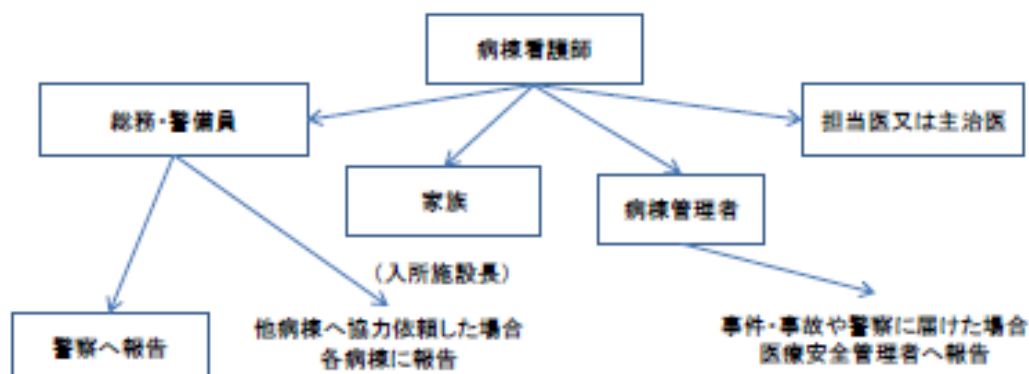 病棟看護師
総務・警備員
担当医又は主治医
家族
病棟管理者
（入所施設長）
警察へ報告
他病棟へ協力依頼した場合
各病棟に報告
事件・事故や警察に届けた場合
医療安全管理者へ報告